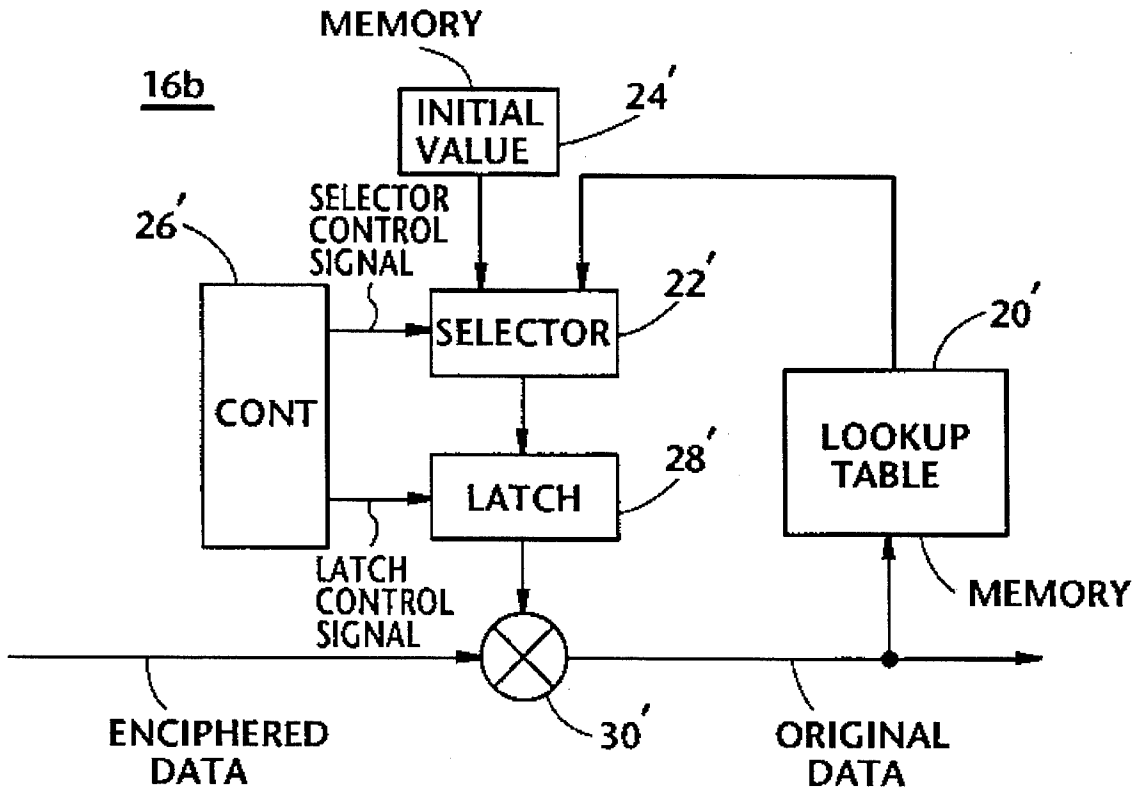 MEMORY
16b
INITIAL
VALUE
24'
SELECTOR
CONTROL
SIGNAL
26'
SELECTOR
22'
20'
CONT
LOOKUP
TABLE
28'
LATCH
LATCH
CONTROL
SIGNAL
MEMORY
ENCIPHERED
DATA
30'
ORIGINAL
DATA